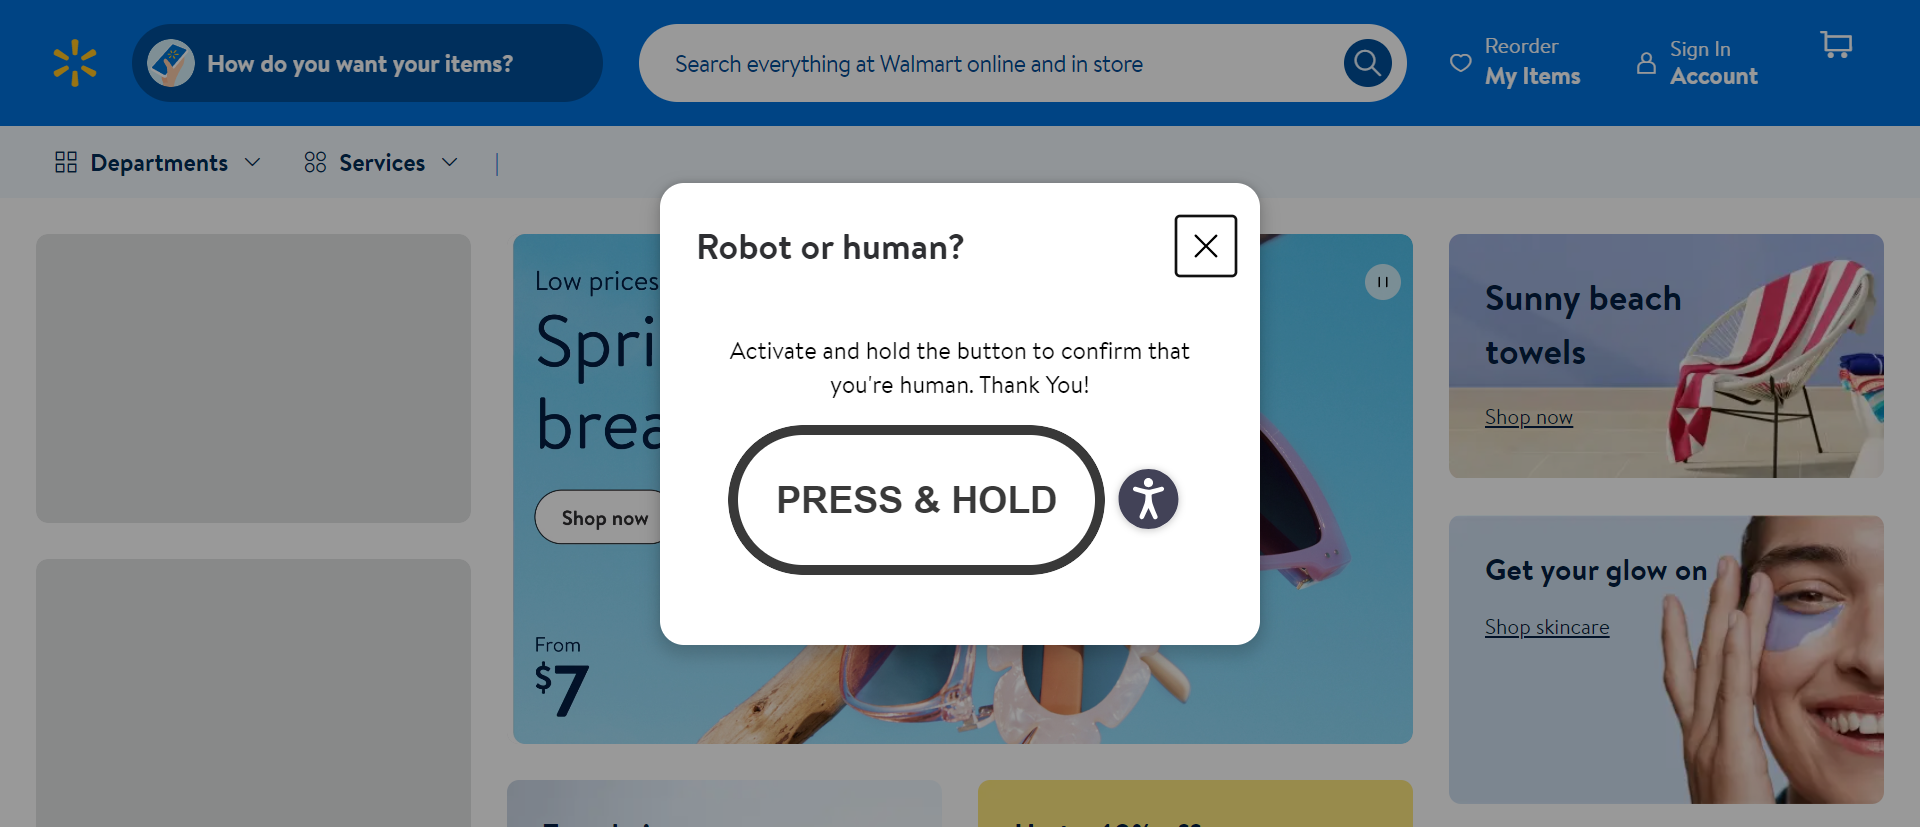 How do you want your items?
Search everything at Walmart online and in store
Reorder
My Items
Sign In
Account
Departments
Services
Robot or human?
Activate and hold the button to confirm that
you're human. Thank You!
PRESS & HOLD
Low prices
Spri
brea
Shop now
From
$7
Sunny beach
towels
Shop now
Get your glow on
Shop skincare